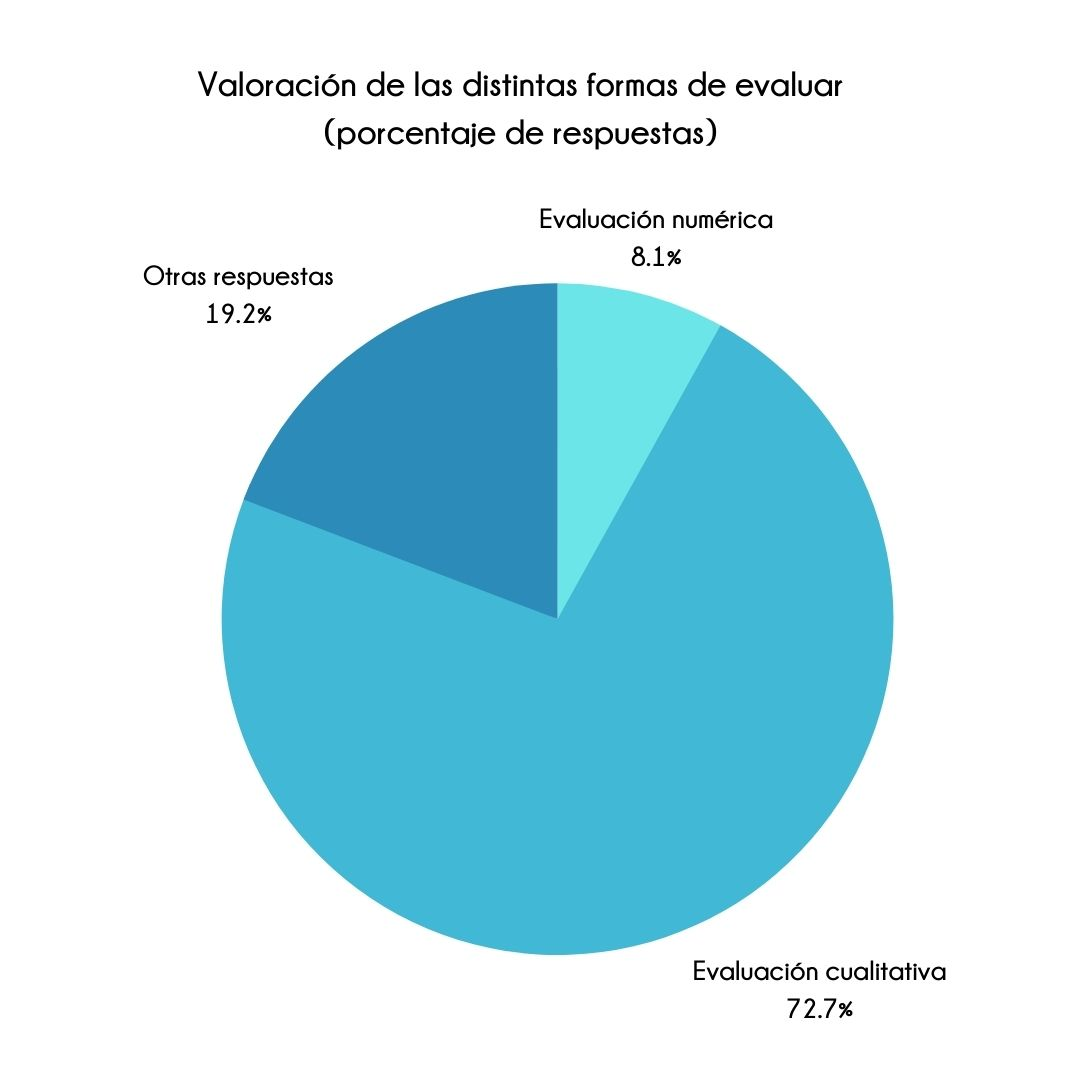 Valoración de las distintas formas de evaluar
(porcentaje de respuestas)
Evaluación numérica
8.1%
Otras respuestas
19.2%
Evaluación cualitativa
72.7%